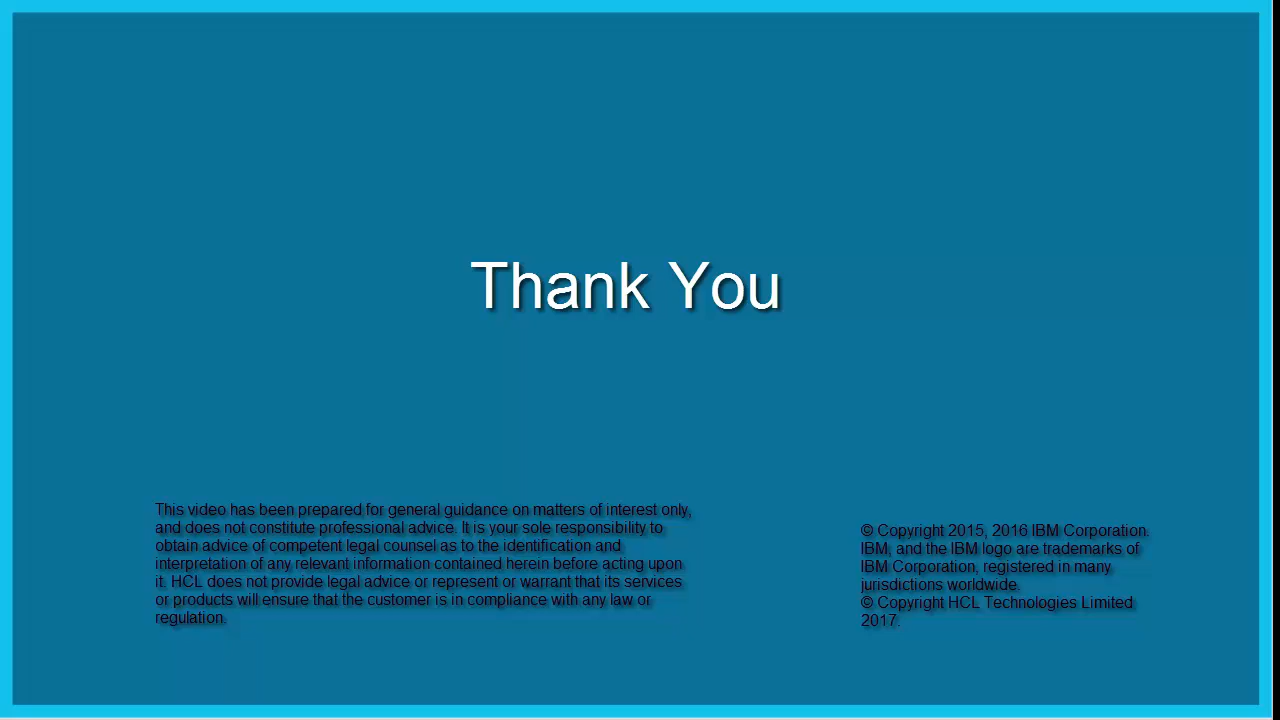 Thank You
This video has been prepared for general guidance on matters of interest only,
and does not constitute professional advice. It is your sole responsibility to
obtain advice of competent legal counsel as to the identification and
interpretation of any relevant information contained herein before acting upon
it. HCL does not provide legal advice or represent or warrant that its services
or products will ensure that the customer is in compliance with any law or
regulation.
© Copyright 2015, 2016 IBM Corporation.
IBM, and the IBM logo are trademarks of
IBM Corporation, registered in many
jurisdictions worldwide.
© Copyright HCL Technologies Limited
2017.